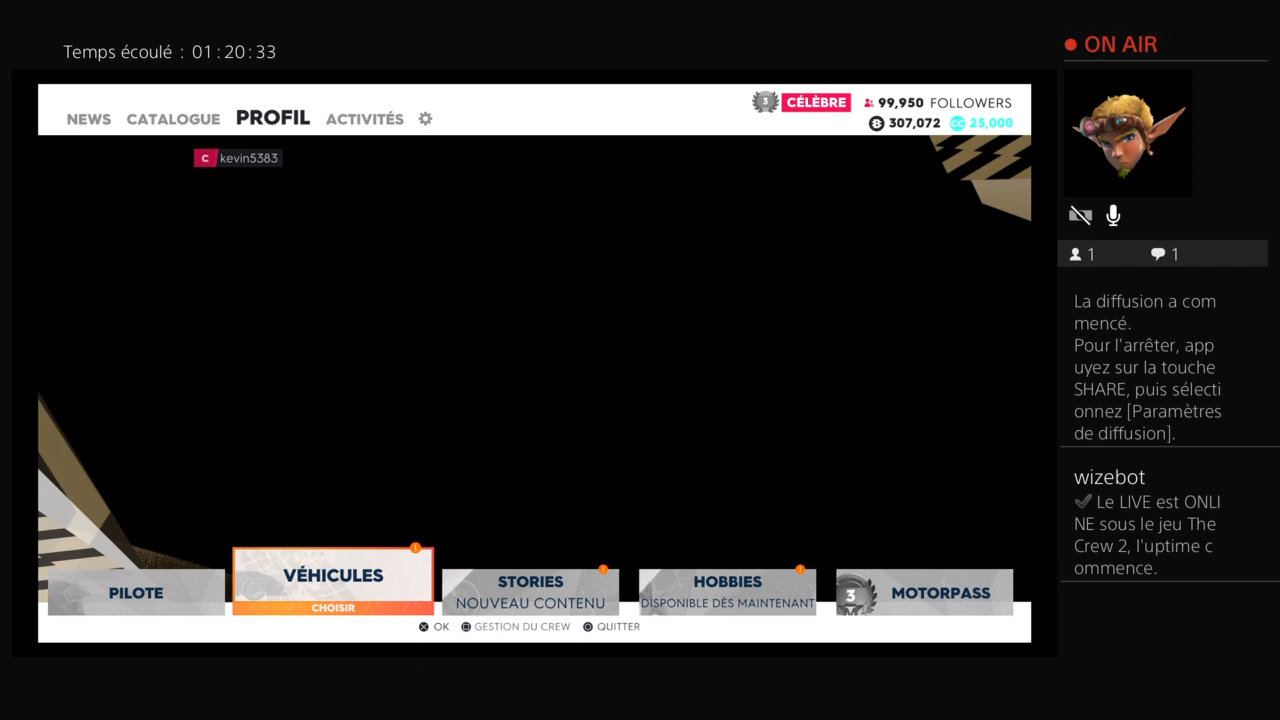 Temps écoulé : 01:20:33
ON AIR
NEWS CATALOGUE PROFIL ACTIVITÉS
3 CÉLÈBRE 99,950 FOLLOWERS
307,072 CC 25,000
C kevin5383
1 1
La diffusion a com
mencé.
Pour l'arrêter, app
uyez sur la touche
SHARE, puis sélecti
onnez [Paramètres
de diffusion].
wizebot
Le LIVE est ONLI
NE sous le jeu The
Crew 2, l'uptime c
ommence.
PILOTE
VÉHICULES
CHOISIR
STORIES
NOUVEAU CONTENU
HOBBIES
DISPONIBLE DÈS MAINTENANT
3 MOTORPASS
OK GESTION DU CREW QUITTER